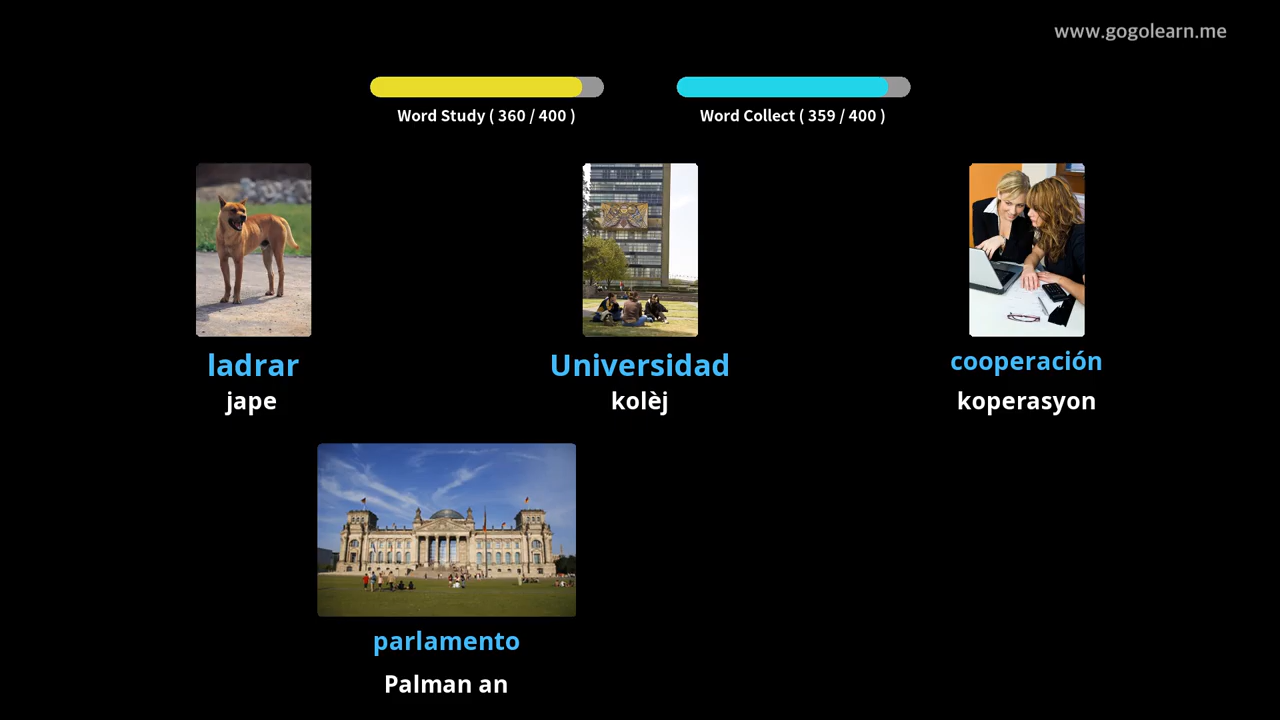 www.gogolearn.me
Word Study ( 360 / 400 )
Word Collect ( 359 / 400 )
ladrar
jape
Universidad
kolèj
cooperación
koperasyon
parlamento
Palman an